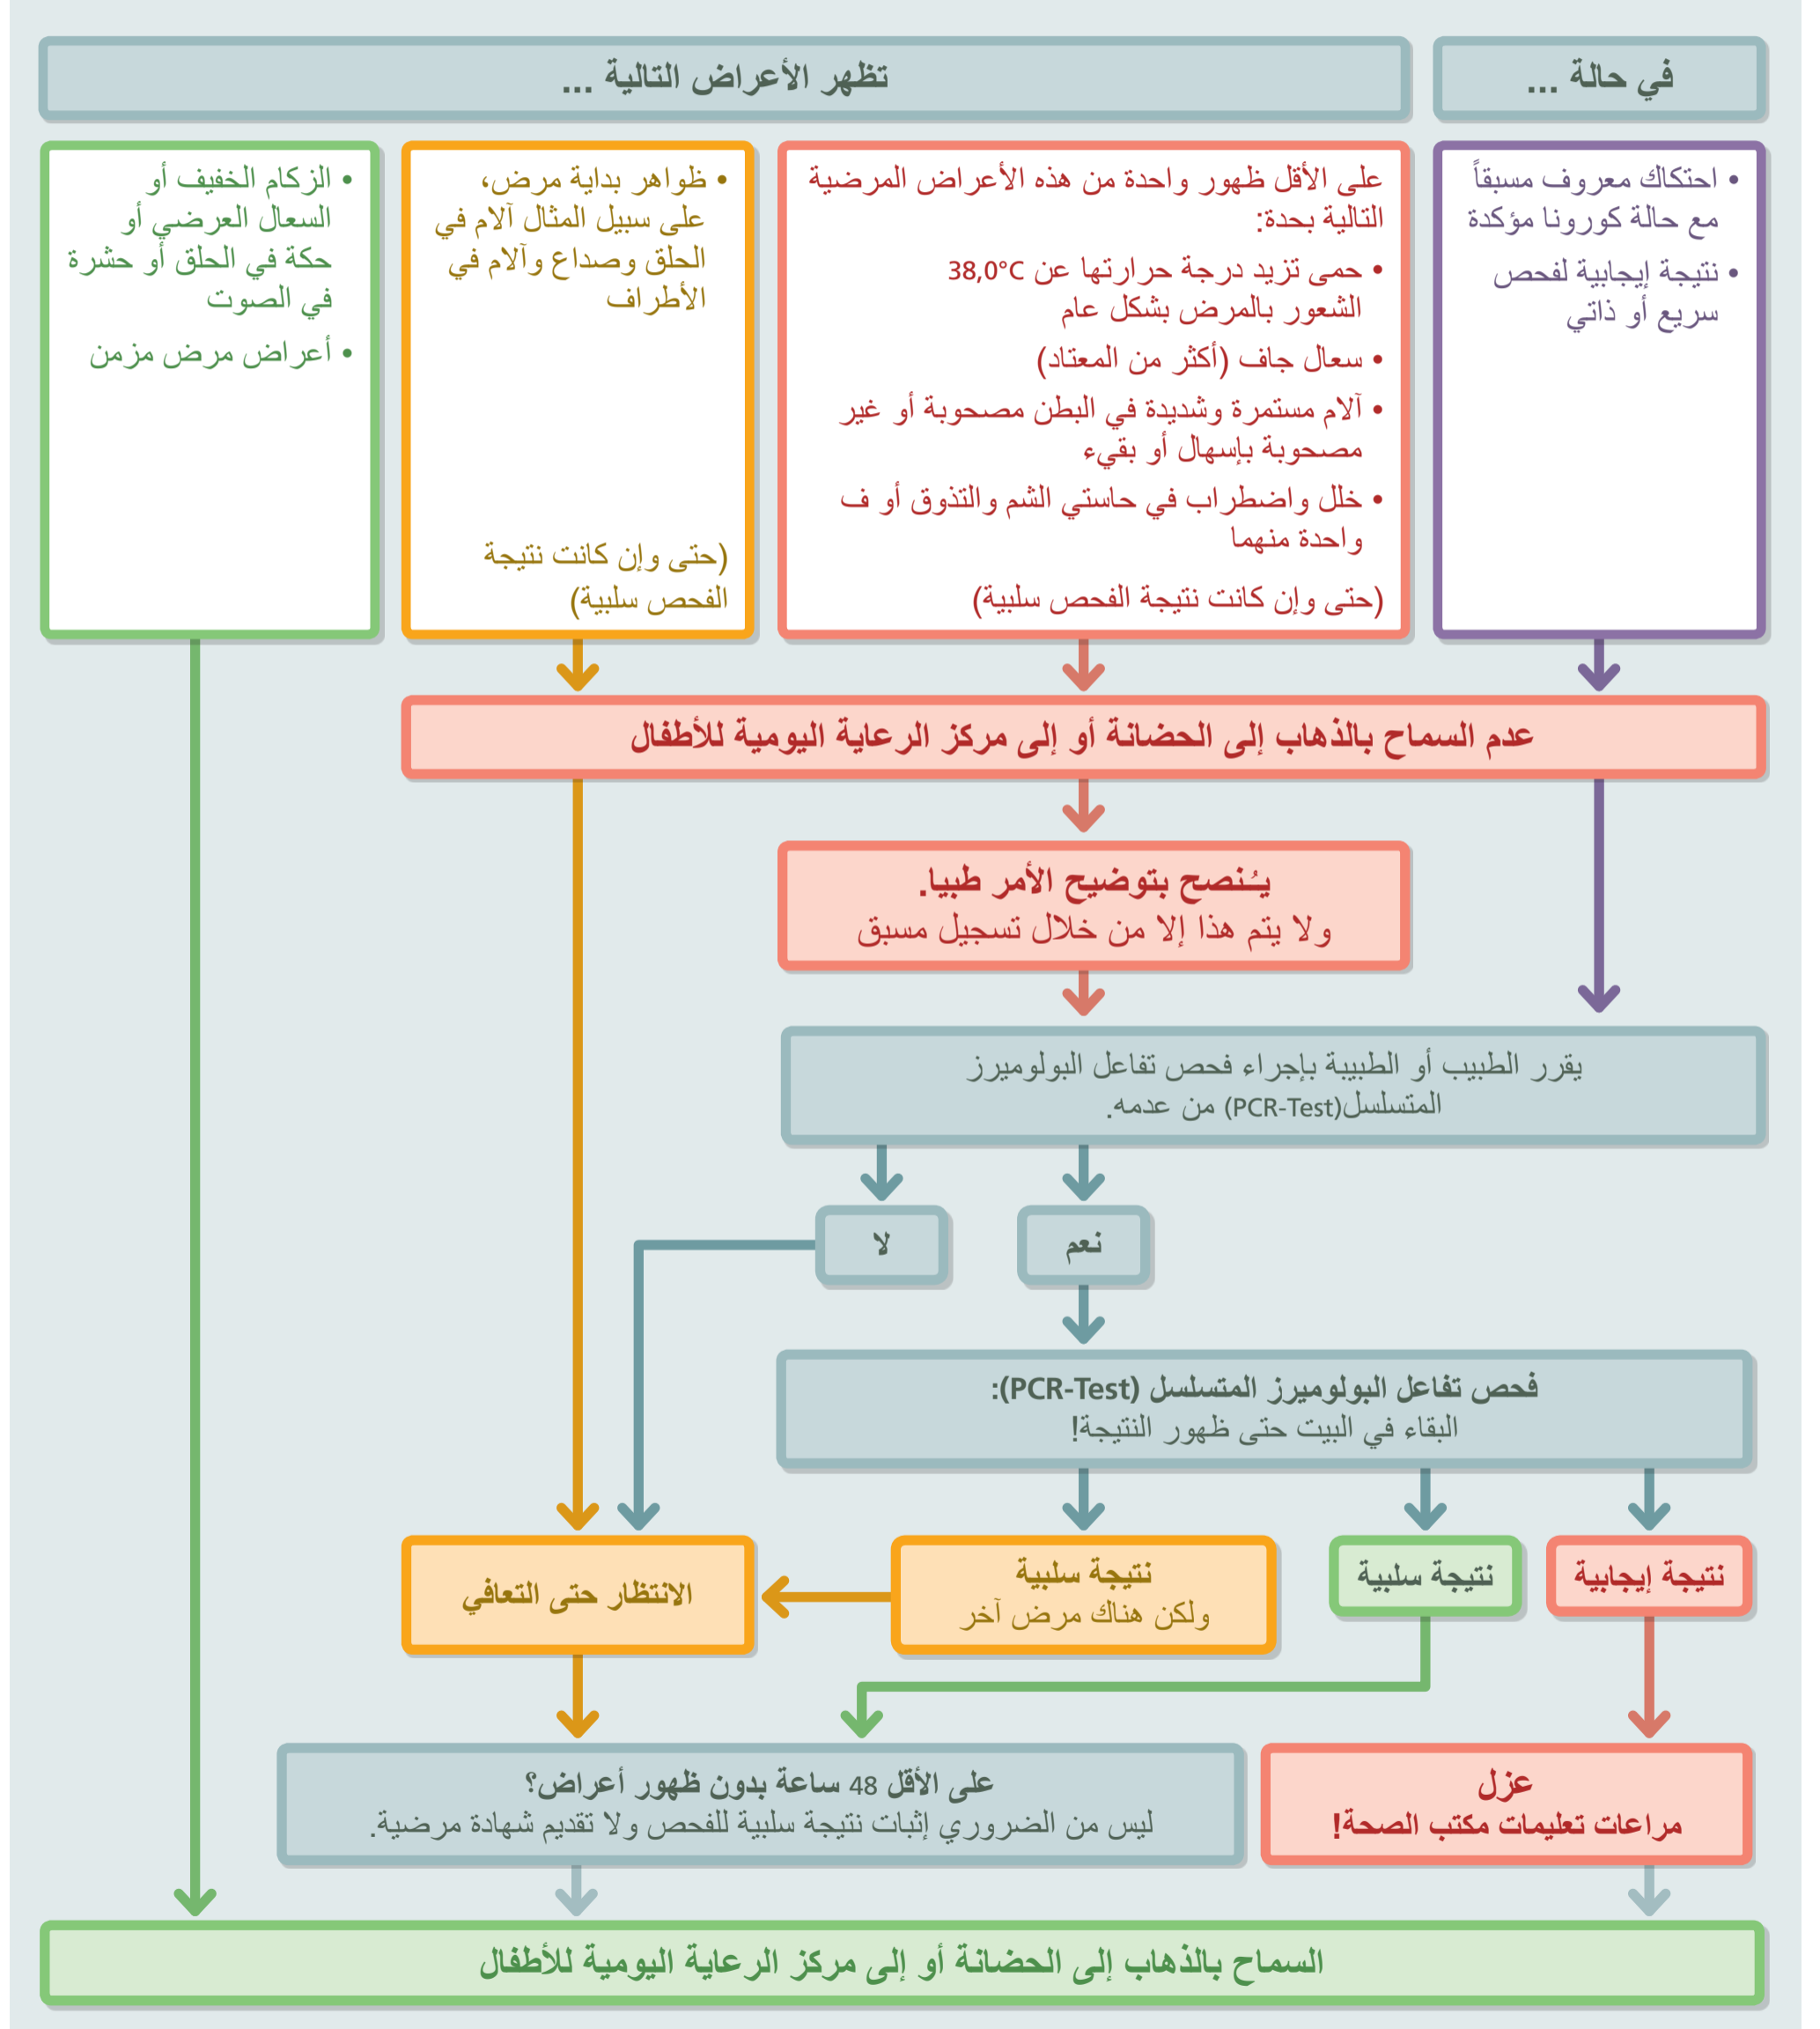 في حالة ...
تظهر الأعراض التالية ...
• احتكاك معروف مسبقاً
مع حالة كورونا مؤكدة
• نتيجة إيجابية لفحص
سريع أو ذاتي
على الأقل ظهور واحدة من هذه الأعراض المرضية
التالية بحدة:
• حمى تزيد درجة حرارتها عن 38,0°C
الشعور بالمرض بشكل عام
• سعال جاف (أكثر من المعتاد)
• آلام مستمرة وشديدة في البطن مصحوبة أو غير
مصحوبة بإسهال أو بقيء
• خلل واضطراب في حاستي الشم والتذوق أو ف
واحدة منهما
(حتى وإن كانت نتيجة الفحص سلبية)
• ظواهر بداية مرض،
على سبيل المثال آلام في
الحلق وصداع وآلام في
الأطراف
(حتى وإن كانت نتيجة
الفحص سلبية)
• الزكام الخفيف أو
السعال العرضي أو
حكة في الحلق أو حشرة
في الصوت
• أعراض مرض مزمن
عدم السماح بالذهاب إلى الحضانة أو إلى مركز الرعاية اليومية للأطفال
يُنصح بتوضيح الأمر طبيا.
ولا يتم هذا إلا من خلال تسجيل مسبق
يقرر الطبيب أو الطبيبة بإجراء فحص تفاعل البولوميرز
المتسلسل(PCR-Test) من عدمه.
نعم
لا
فحص تفاعل البولوميرز المتسلسل (PCR-Test):
البقاء في البيت حتى ظهور النتيجة!
نتيجة إيجابية
نتيجة سلبية
نتيجة سلبية
ولكن هناك مرض آخر
الانتظار حتى التعافي
عزل
مراعات تعليمات مكتب الصحة!
على الأقل 48 ساعة بدون ظهور أعراض؟
ليس من الضروري إثبات نتيجة سلبية للفحص ولا تقديم شهادة مرضية.
السماح بالذهاب إلى الحضانة أو إلى مركز الرعاية اليومية للأطفال